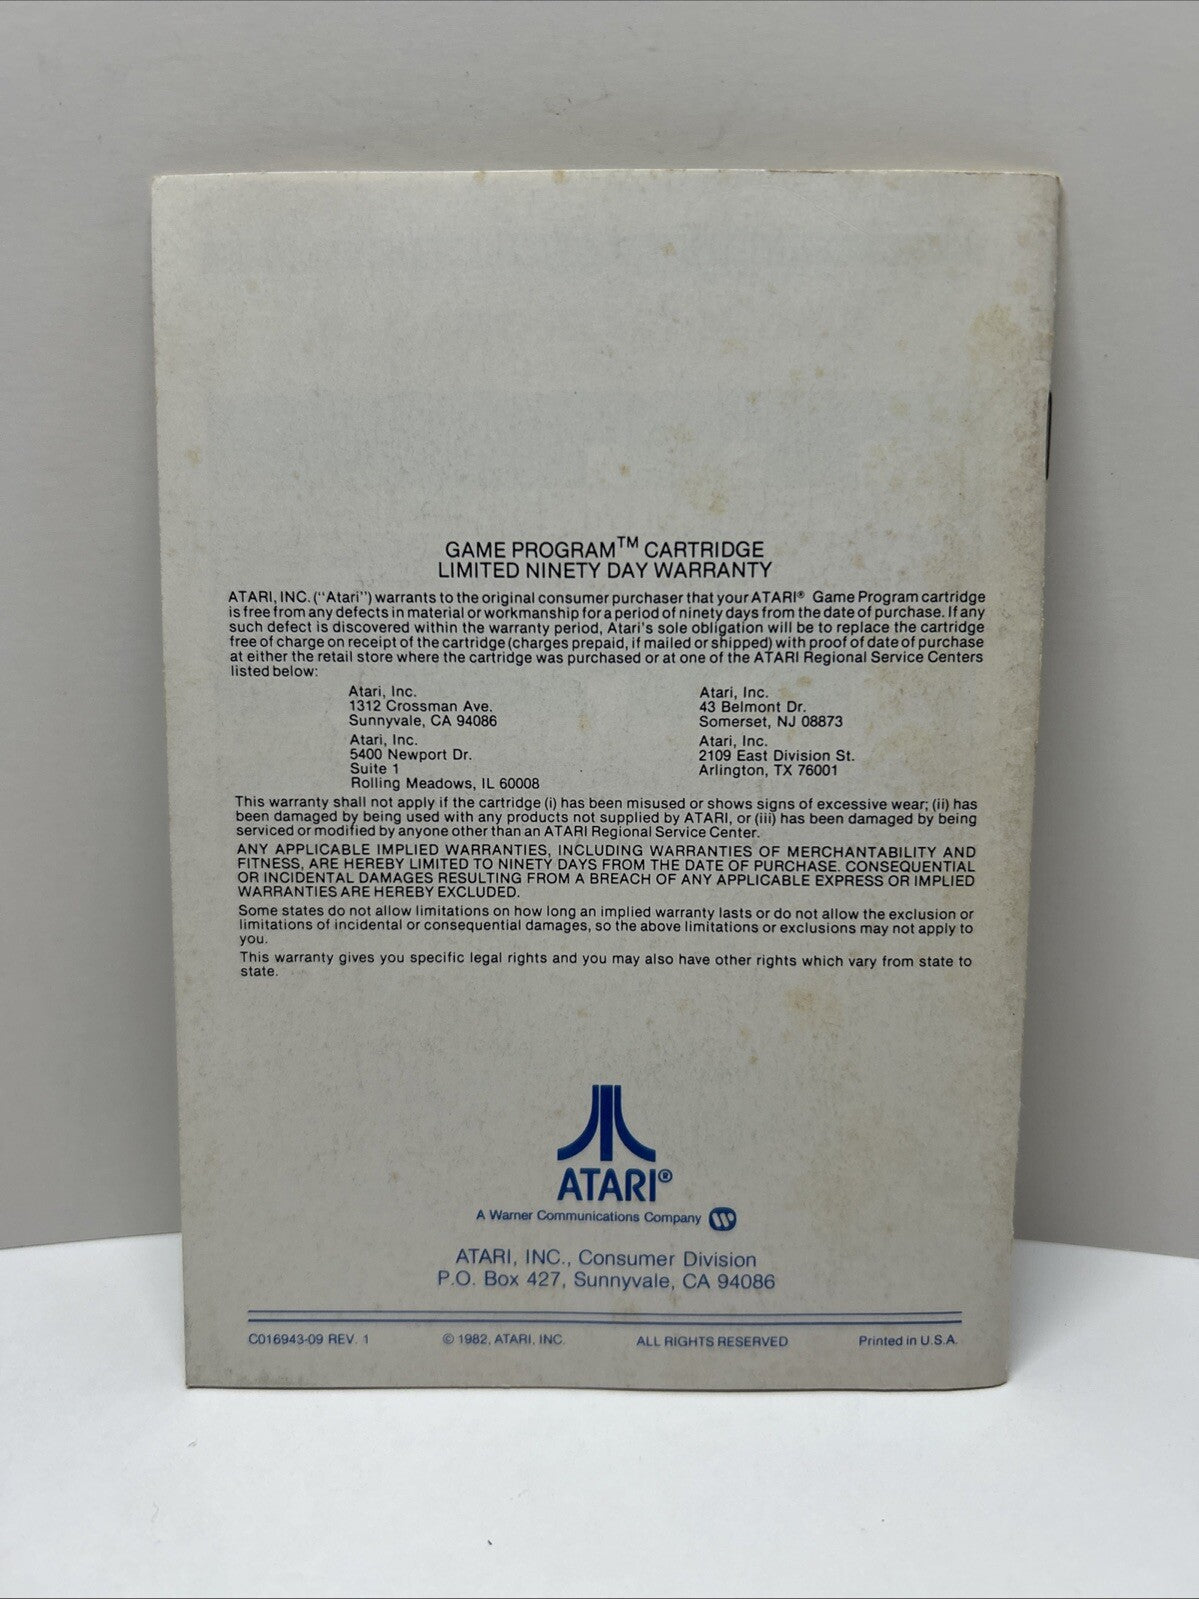 GAME PROGRAM™ CARTRIDGE
LIMITED NINETY DAY WARRANTY
ATARI, INC. ("Atari") warrants to the original consumer purchaser that your ATARI® Game Program cartridge
is free from any defects in material or workmanship for a period of ninety days from the date of purchase. If any
such defect is discovered within the warranty period, Atari's sole obligation will be to replace the cartridge
free of charge on receipt of the cartridge (charges prepaid, if mailed or shipped) with proof of date of purchase
at either the retail store where the cartridge was purchased or at one of the ATARI Regional Service Centers
listed below:
Atari, Inc.
1312 Crossman Ave.
Sunnyvale, CA 94086
Atari, Inc.
43 Belmont Dr.
Somerset, NJ 08873
Atari, Inc.
5400 Newport Dr.
Suite 1
Rolling Meadows, IL 60008
Atari, Inc.
2109 East Division St.
Arlington, TX 76001
This warranty shall not apply if the cartridge (i) has been misused or shows signs of excessive wear; (ii) has
been damaged by being used with any products not supplied by ATARI, or (iii) has been damaged by being
serviced or modified by anyone other than an ATARI Regional Service Center.
ANY APPLICABLE IMPLIED WARRANTIES, INCLUDING WARRANTIES OF MERCHANTABILITY AND
FITNESS, ARE HEREBY LIMITED TO NINETY DAYS FROM THE DATE OF PURCHASE. CONSEQUENTIAL
OR INCIDENTAL DAMAGES RESULTING FROM A BREACH OF ANY APPLICABLE EXPRESS OR IMPLIED
WARRANTIES ARE HEREBY EXCLUDED.
Some states do not allow limitations on how long an implied warranty lasts or do not allow the exclusion or
limitations of incidental or consequential damages, so the above limitations or exclusions may not apply to
you.
This warranty gives you specific legal rights and you may also have other rights which vary from state to
state.
ATARI®
A Warner Communications Company
ATARI, INC., Consumer Division
P.O. Box 427, Sunnyvale, CA 94086
C016943-09 REV. 1 © 1982, ATARI, INC. ALL RIGHTS RESERVED Printed in U.S.A.